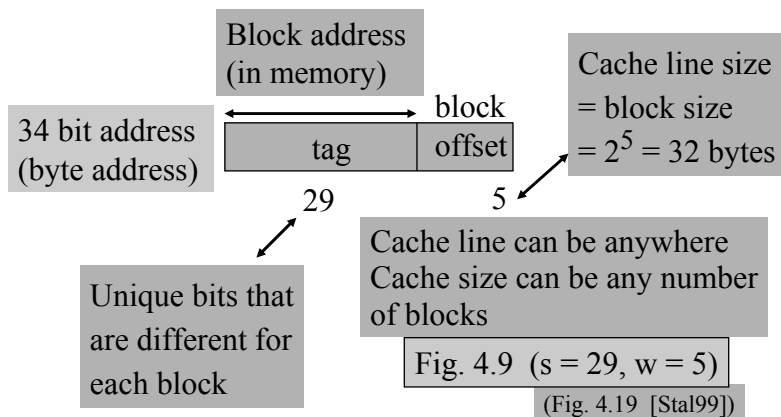 Block address
(in memory)
34 bit address
(byte address)
tag
block
offset
29
5
Cache line size
= block size
= 2^5 = 32 bytes
Unique bits that
are different for
each block
Cache line can be anywhere
Cache size can be any number
of blocks
Fig. 4.9 (s = 29, w = 5)
(Fig. 4.19 [Stal99])